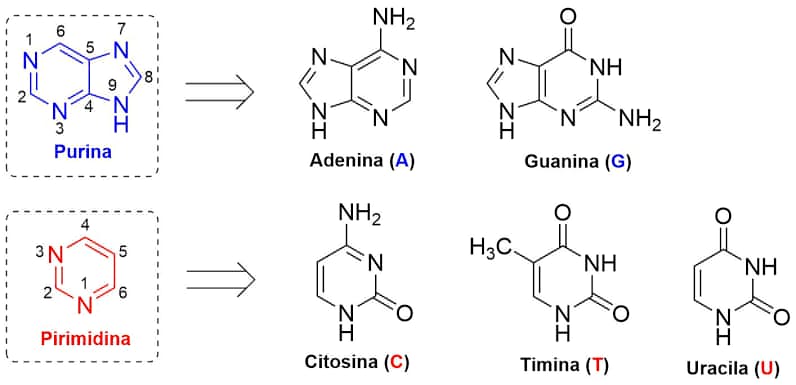 1
6
5
7
N
N
8
2
9
4
N
N
3
H
Purina
NH2
N
N
N
N
H
Adenina (A)
O
N
NH
N
N
NH2
H
Guanina (G)
4
3
N
5
2
1
6
N
Pirimidina
NH2
N
N
O
H
Citosina (C)
O
H3C
NH
N
O
H
Timina (T)
O
NH
N
O
H
Uracila (U)